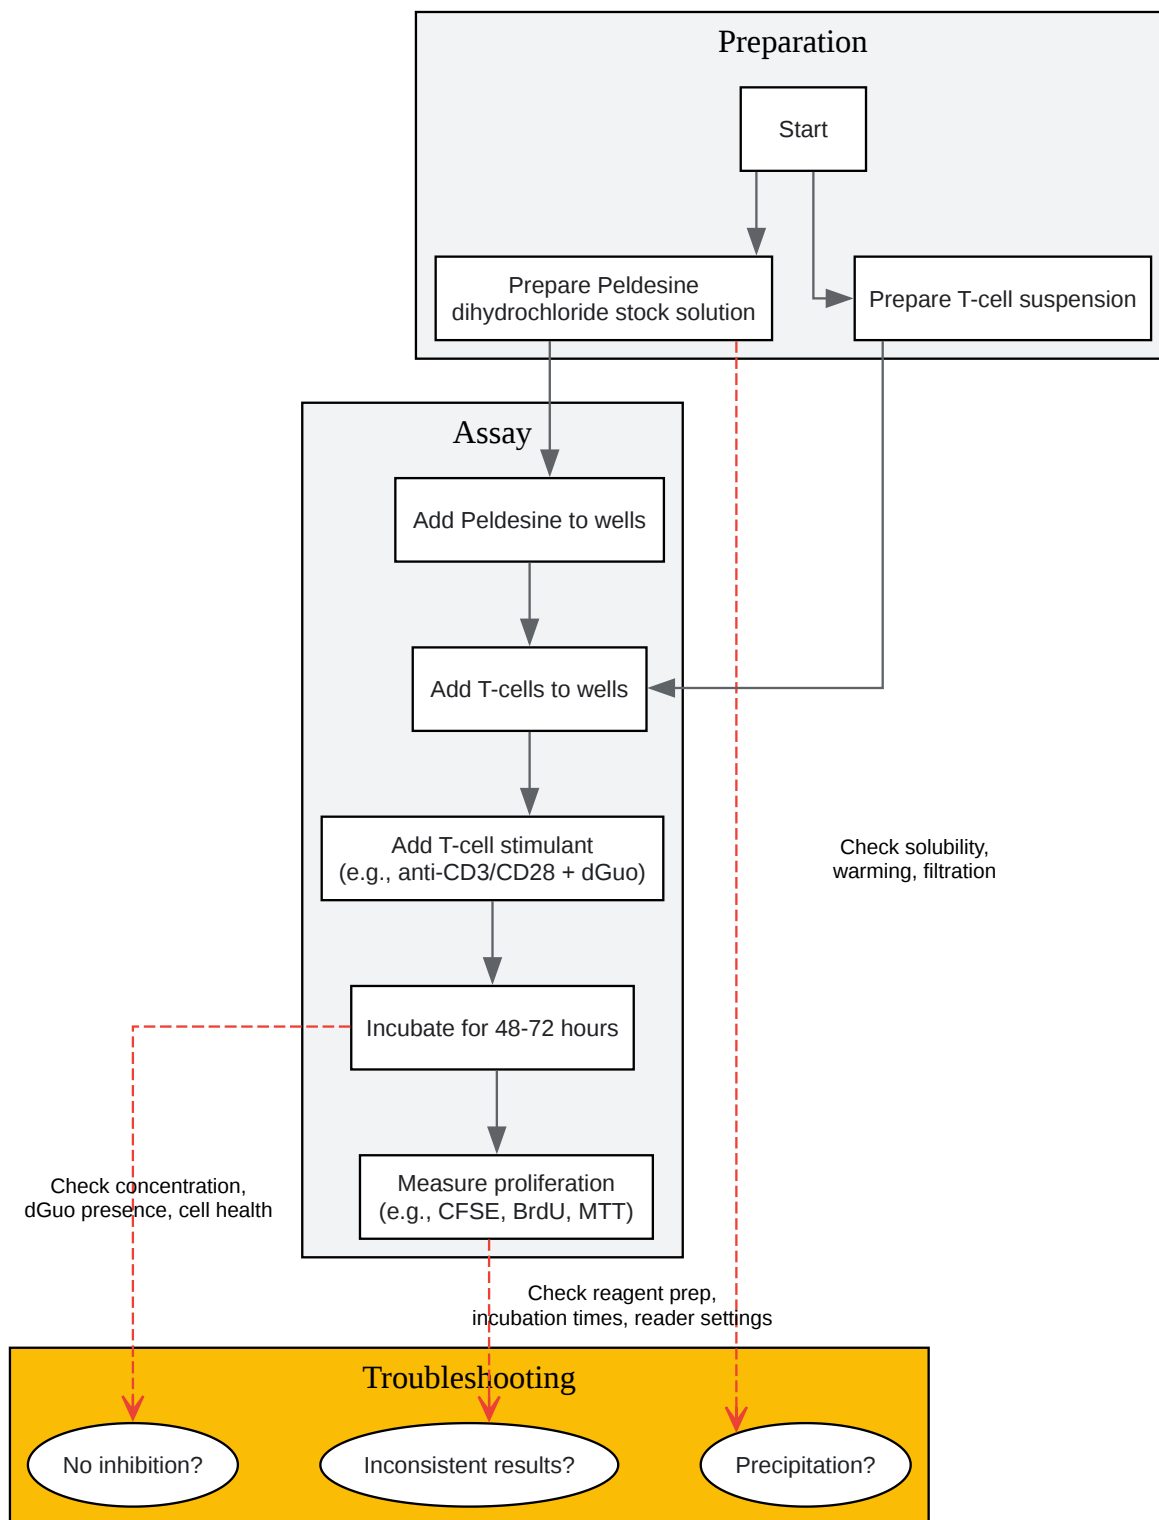 Preparation
Start
Prepare Peldesine
dihydrochloride stock solution
Prepare T-cell suspension
Assay
Add Peldesine to wells
Add T-cells to wells
Add T-cell stimulant
(e.g., anti-CD3/CD28 + dGuo)
Check solubility,
warming, filtration
Incubate for 48-72 hours
Measure proliferation
(e.g., CFSE, BrdU, MTT)
Check concentration,
dGuo presence, cell health
Check reagent prep,
incubation times, reader settings
Troubleshooting
No inhibition?
Inconsistent results?
Precipitation?